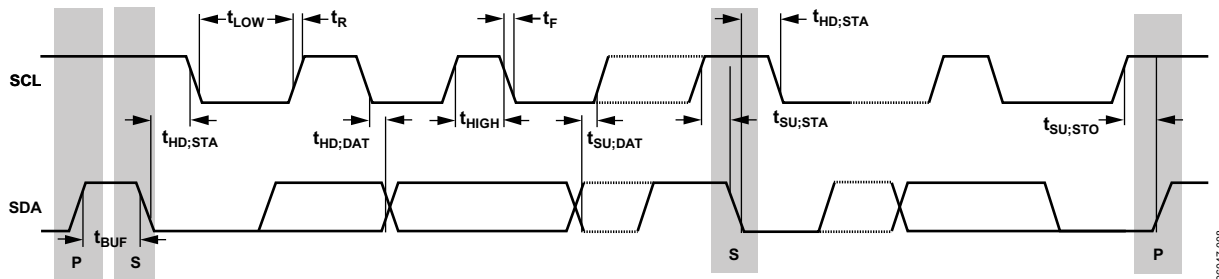 tLOW tR tF tHD;STA
SCL
tHD;STA tHD;DAT tHIGH tSU;DAT tSU;STA tSU;STO
SDA
tBUF
P S S P